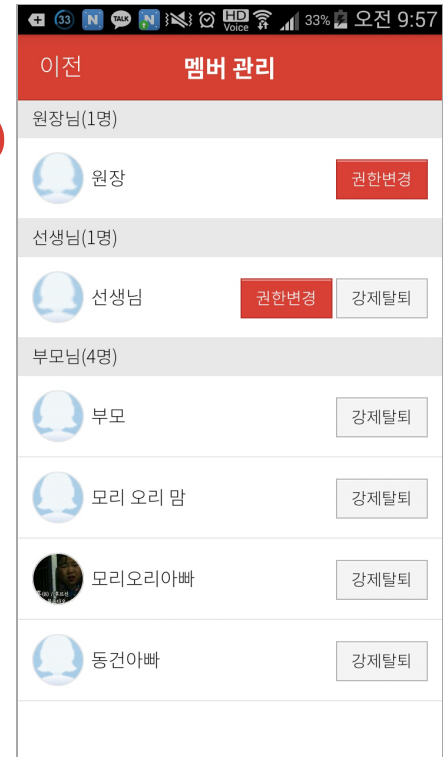 33 N TALK N HD Voice 33% 오전 9:57
이전 멤버 관리
원장님(1명)
원장 권한변경
선생님(1명)
선생님 권한변경 강제탈퇴
부모님(4명)
부모 강제탈퇴
모리 오리 맘 강제탈퇴
모리오리아빠 강제탈퇴
동건아빠 강제탈퇴